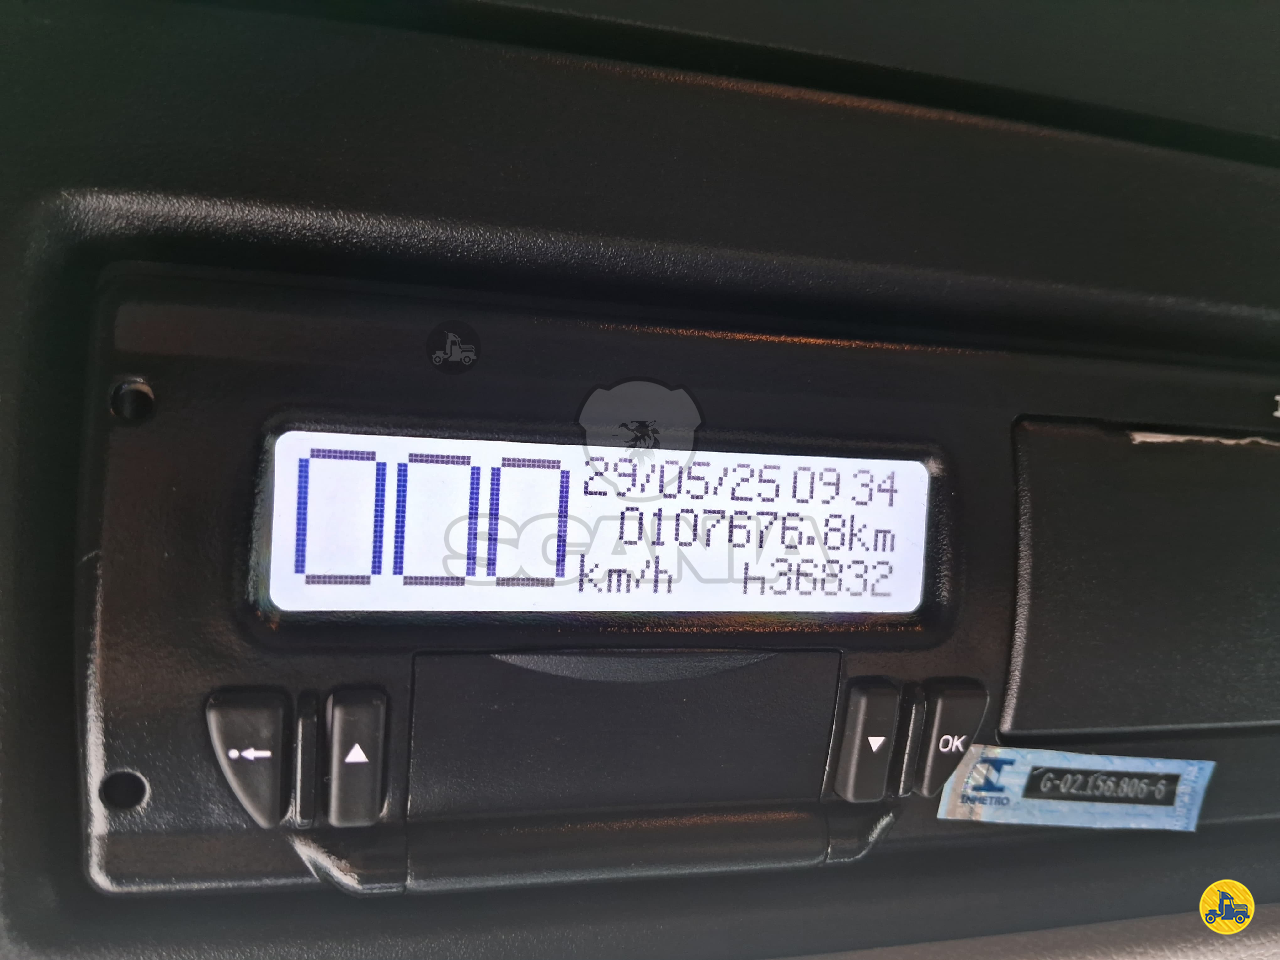 000
29/05/25 09 34
0107676.8km
km/h h36832
SCANIA
OK
INMETRO
G-02.156.806-6